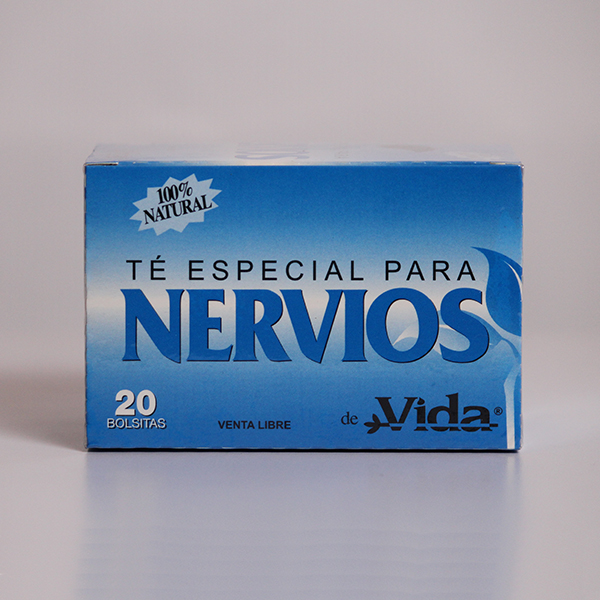 100%
NATURAL
TÉ ESPECIAL PARA
NERVIOS
20
BOLSITAS
VENTA LIBRE
de Vida®